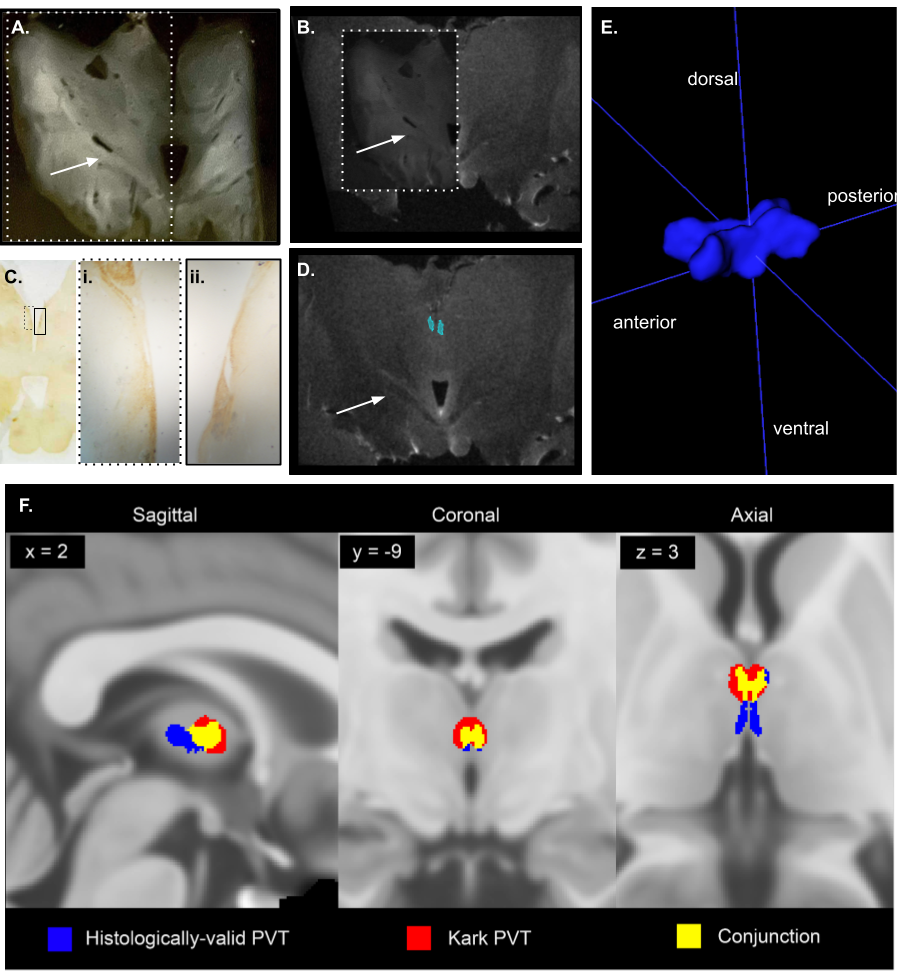 A.
B.
E.
dorsal
posterior
anterior
ventral
C.
i.
ii.
D.
F.
Sagittal
Coronal
Axial
x = 2
y = -9
z = 3
Histologically-valid PVT
Kark PVT
Conjunction